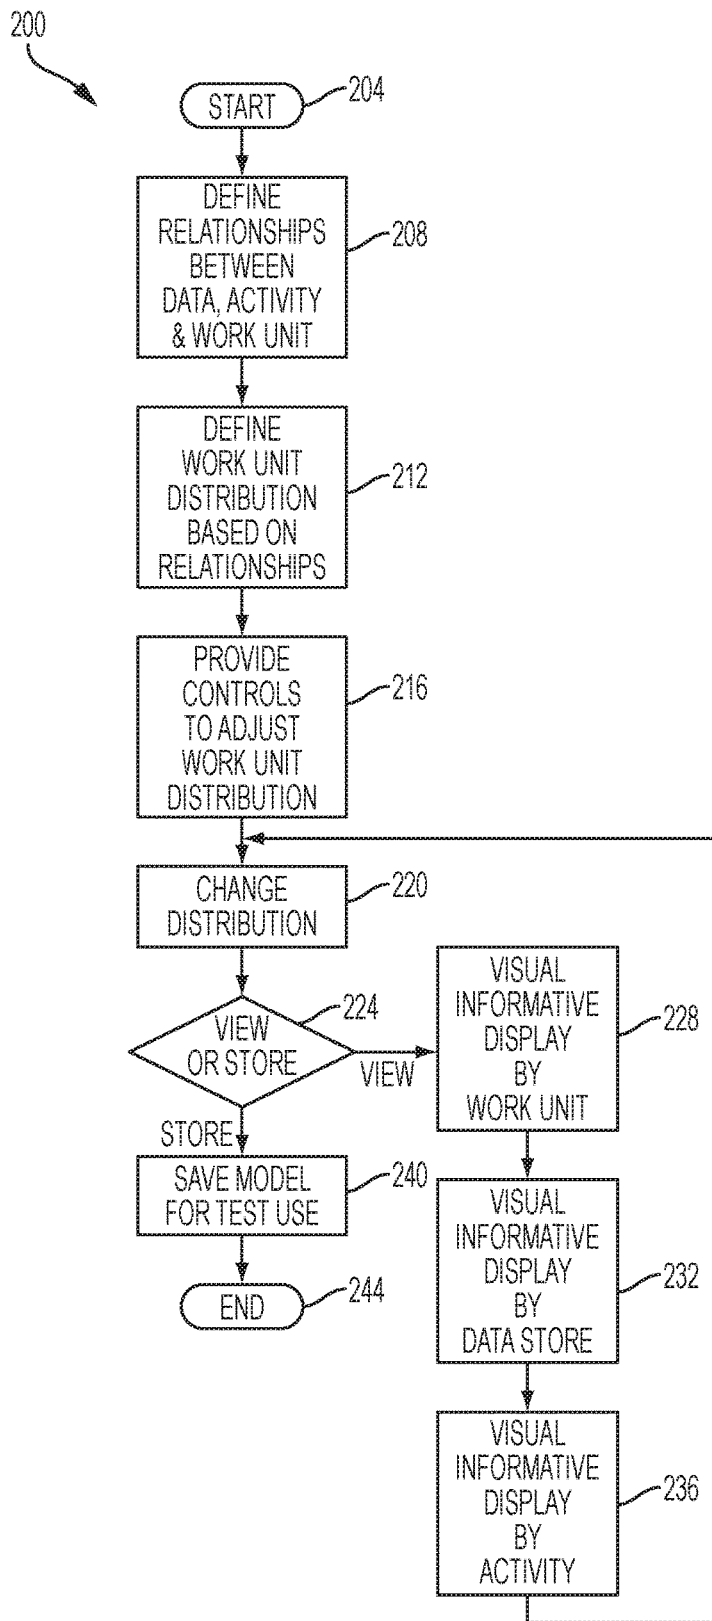 200
START
204
DEFINE
RELATIONSHIPS
BETWEEN
DATA, ACTIVITY
& WORK UNIT
208
DEFINE
WORK UNIT
DISTRIBUTION
BASED ON
RELATIONSHIPS
212
PROVIDE
CONTROLS
TO ADJUST
WORK UNIT
DISTRIBUTION
216
CHANGE
DISTRIBUTION
220
VIEW
OR STORE
224
VIEW
STORE
VISUAL
INFORMATIVE
DISPLAY
BY
WORK UNIT
228
SAVE MODEL
FOR TEST USE
240
VISUAL
INFORMATIVE
DISPLAY
BY
DATA STORE
232
END
244
VISUAL
INFORMATIVE
DISPLAY
BY
ACTIVITY
236